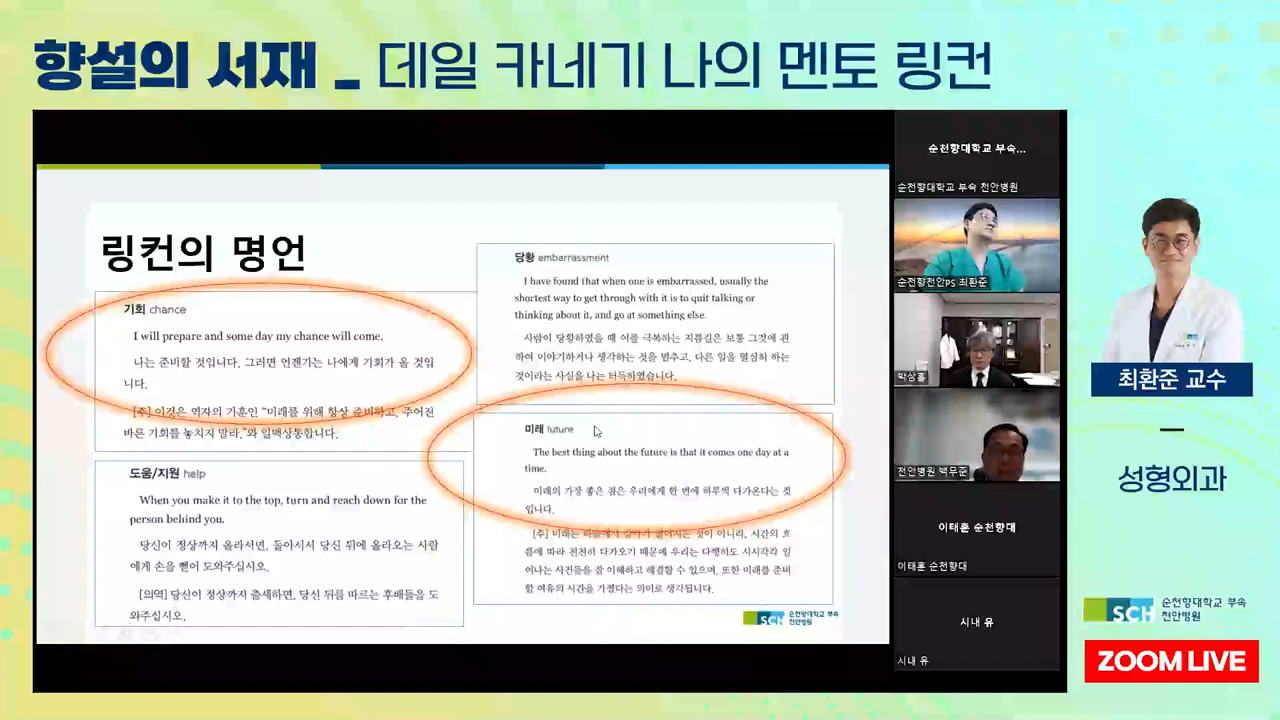 향설의 서재 _ 데일 카네기 나의 멘토 링컨
링컨의 명언
기회 chance
I will prepare and some day my chance will come.
나는 준비할 것입니다. 그러면 언젠가는 나에게 기회가 올 것입
니다.
[주] 이것은 역자의 가훈인 "미래를 위해 항상 준비하고, 주어진
바른 기회를 놓치지 말라."와 일맥상통합니다.
도움/지원 help
When you make it to the top, turn and reach down for the
person behind you.
당신이 정상까지 올라서면, 돌아서서 당신 뒤에 올라오는 사람
에게 손을 뻗어 도와주십시오.
[의역] 당신이 정상까지 출세하면, 당신 뒤를 따르는 후배들을 도
와주십시오.
당황 embarrassment
I have found that when one is embarrassed, usually the
shortest way to get through with it is to quit talking or
thinking about it, and go at something else.
사람이 당황하였을 때 이를 극복하는 지름길은 보통 그것에 관
하여 이야기하거나 생각하는 것을 멈추고, 다른 일을 열심히 하는
것이라는 사실을 나는 터득하였습니다.
미래 future
The best thing about the future is that it comes one day at a
time.
미래의 가장 좋은 점은 우리에게 한 번에 하루씩 다가온다는 것
입니다.
[주] 미래는 하늘에서 갑자기 떨어지는 것이 아니라, 시간의 흐
름에 따라 천천히 다가오기 때문에 우리는 다행히도 시시각각 일
어나는 사건들을 잘 이해하고 해결할 수 있으며, 또한 미래를 준비
할 여유의 시간을 가졌다는 의미로 생각됩니다.
SCH 순천향대학교 부속
천안병원
순천향대학교 부속...
순천향대학교 부속 천안병원
순천향천안PS 최환준
박상흠
천안병원 백무준
이태훈 순천향대
이태훈 순천향대
시내 유
시내 유
최환준 교수
성형외과
SCH 순천향대학교 부속
천안병원
ZOOM LIVE